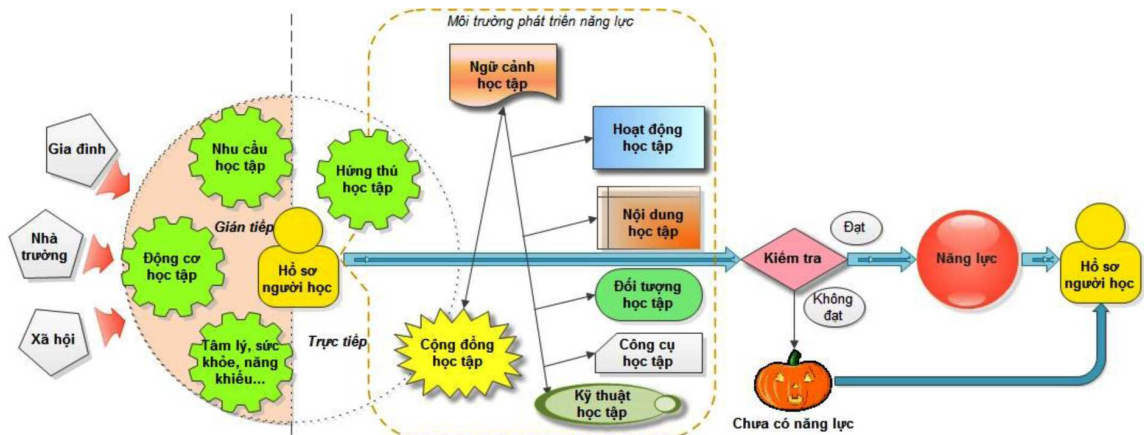 Môi trường phát triển năng lực
Ngữ cảnh
học tập
Gia đình
Nhà
trường
Xã hội
Nhu cầu
học tập
Hứng thú
học tập
Gián tiếp
Động cơ
học tập
Hồ sơ
người học
Tâm lý, sức
khỏe, năng
khiếu...
Trực tiếp
Cộng đồng
học tập
Hoạt động
học tập
Nội dung
học tập
Đối tượng
học tập
Công cụ
học tập
Kỹ thuật
học tập
Kiểm tra
Đạt
Không
đạt
Năng lực
Hồ sơ
người học
Chưa có năng lực